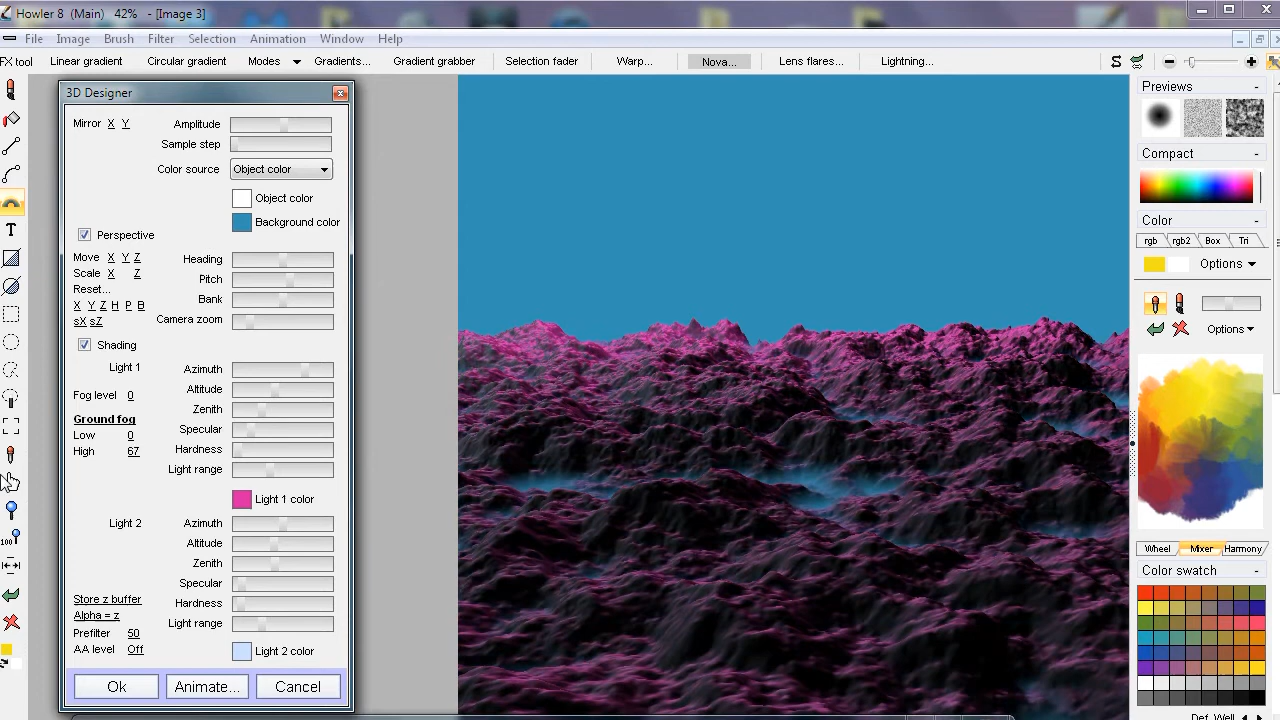 Howler 8 (Main) 42% - [Image 3]
File Image Brush Filter Selection Animation Window Help
FX tool Linear gradient Circular gradient Modes Gradients... Gradient grabber Selection fader Warp... Nova... Lens flares... Lightning... S
3D Designer
Mirror X Y Amplitude
Sample step
Color source Object color
Object color
Background color
Perspective
Move X Y Z Heading
Scale X Z Pitch
Reset...
X Y Z H P B Bank
sX sZ Camera zoom
Shading
Light 1 Azimuth
Altitude
Fog level 0
Zenith
Ground fog
Specular
Low 0
High 67 Hardness
Light range
Light 1 color
Light 2 Azimuth
Altitude
Zenith
Specular
Store z buffer Hardness
Alpha = z
Light range
Prefilter 50
AA level Off Light 2 color
Ok Animate... Cancel
T
100
Previews -
Compact -
Color -
rgb rgb2 Box Tri
Options
Options
Wheel Mixer Harmony
Color swatch -
Def Well